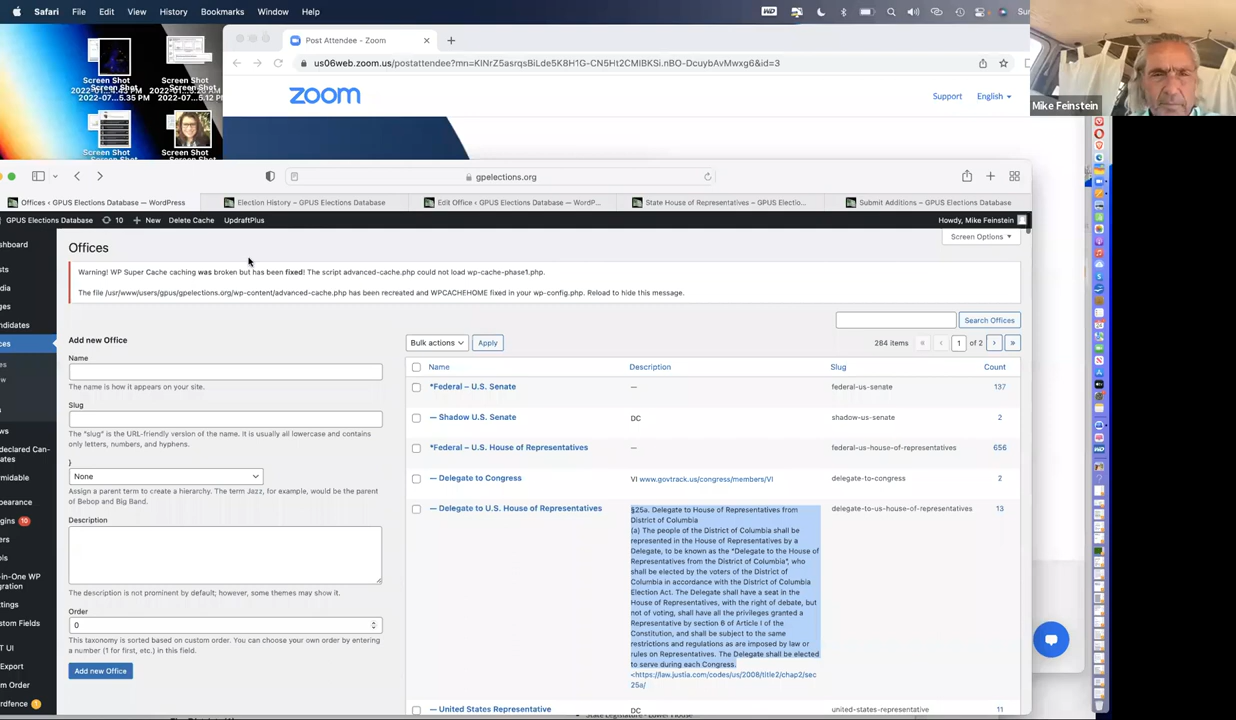 Safari File Edit View History Bookmarks Window Help
Post Attendee - Zoom
Screen Shot
Screen Shot
Screen Shot
Screen Shot
us06web.zoom.us/postattendee?mn=KlNrZ5asrqsBiLde5K8H1G-CN5Ht2CMIBKSi.nBO-DcuybAvMwxg6&id=3
zoom
Support
English
Mike Feinstein
gpelections.org
Offices < GPUS Elections Database — WordPress
Election History – GPUS Elections Database
Edit Office < GPUS Elections Database — WordP...
State House of Representatives – GPUS Electio...
Submit Additions – GPUS Elections Database
GPUS Elections Database 10 New Delete Cache UpdraftPlus
Howdy, Mike Feinstein
Screen Options
Offices
Warning! WP Super Cache caching was broken but has been fixed! The script advanced-cache.php could not load wp-cache-phase1.php.
The file /usr/www/users/gpus/gpelections.org/wp-content/advanced-cache.php has been recreated and WPCACHEHOME fixed in your wp-config.php. Reload to hide this message.
Search Offices
Add new Office
Name
The name is how it appears on your site.
Slug
The "slug" is the URL-friendly version of the name. It is usually all lowercase and contains
only letters, numbers, and hyphens.
}
None
Assign a parent term to create a hierarchy. The term Jazz, for example, would be the parent
of Bebop and Big Band.
Description
The description is not prominent by default; however, some themes may show it.
Order
0
This taxonomy is sorted based on custom order. You can choose your own order by entering
a number (1 for first, etc.) in this field.
Add new Office
Bulk actions
Apply
284 items « ‹ 1 of 2 › »
Name Description Slug Count
*Federal – U.S. Senate — federal-us-senate 137
— Shadow U.S. Senate DC shadow-us-senate 2
*Federal – U.S. House of Representatives — federal-us-house-of-representatives 656
— Delegate to Congress VI www.govtrack.us/congress/members/VI delegate-to-congress 2
— Delegate to U.S. House of Representatives
§25a. Delegate to House of Representatives from
District of Columbia
(a) The people of the District of Columbia shall be
represented in the House of Representatives by a
Delegate, to be known as the "Delegate to the House of
Representatives from the District of Columbia", who
shall be elected by the voters of the District of
Columbia in accordance with the District of Columbia
Election Act. The Delegate shall have a seat in the
House of Representatives, with the right of debate, but
not of voting, shall have all the privileges granted a
Representative by section 6 of Article I of the
Constitution, and shall be subject to the same
restrictions and regulations as are imposed by law or
rules on Representatives. The Delegate shall be elected
to serve during each Congress.
<https://law.justia.com/codes/us/2008/title2/chap2/sec
25a/
delegate-to-us-house-of-representatives 13
— United States Representative DC united-states-representative 11